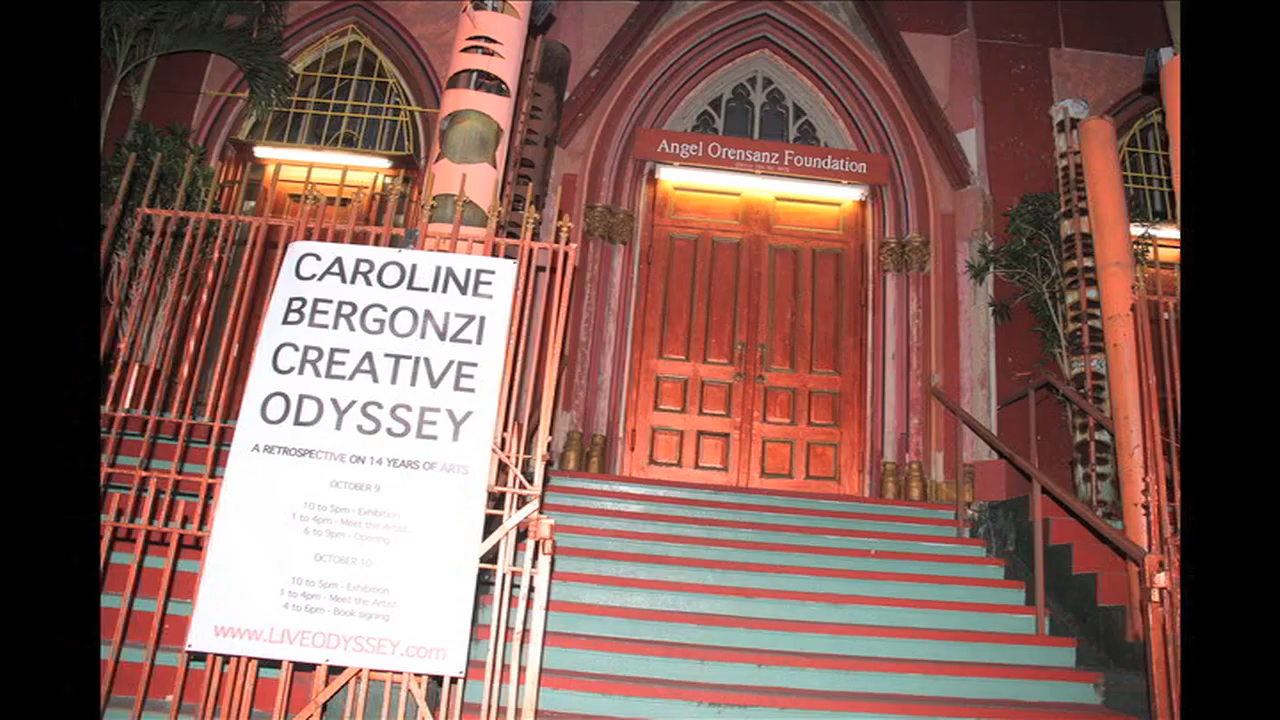 Angel Orensanz Foundation
CAROLINE
BERGONZI
CREATIVE
ODYSSEY
A RETROSPECTIVE ON 14 YEARS OF ARTS
OCTOBER 9
10 to 5pm - Exhibition
1 to 4pm - Meet the Artist
6 to 9pm - Opening
OCTOBER 10
10 to 5pm - Exhibition
1 to 4pm - Meet the Artist
4 to 6pm - Book signing
www.LIVEODYSSEY.com